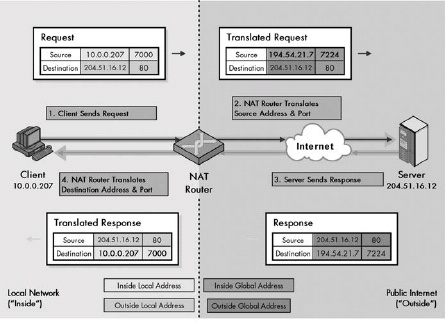 Request
Source 10.0.0.207 7000
Destination 204.51.16.12 80
Translated Request
Source 194.54.21.7 7224
Destination 204.51.16.12 80
1. Client Sends Request
2. NAT Router Translates
Source Address & Port
Internet
Client
10.0.0.207
4. NAT Router Translates
Destination Address & Port
NAT
Router
3. Server Sends Response
Server
204.51.16.12
Translated Response
Source 204.51.16.12 80
Destination 10.0.0.207 7000
Response
Source 204.51.16.12 80
Destination 194.54.21.7 7224
Local Network
("Inside")
Inside Local Address
Inside Global Address
Outside Local Address
Outside Global Address
Public Internet
("Outside")